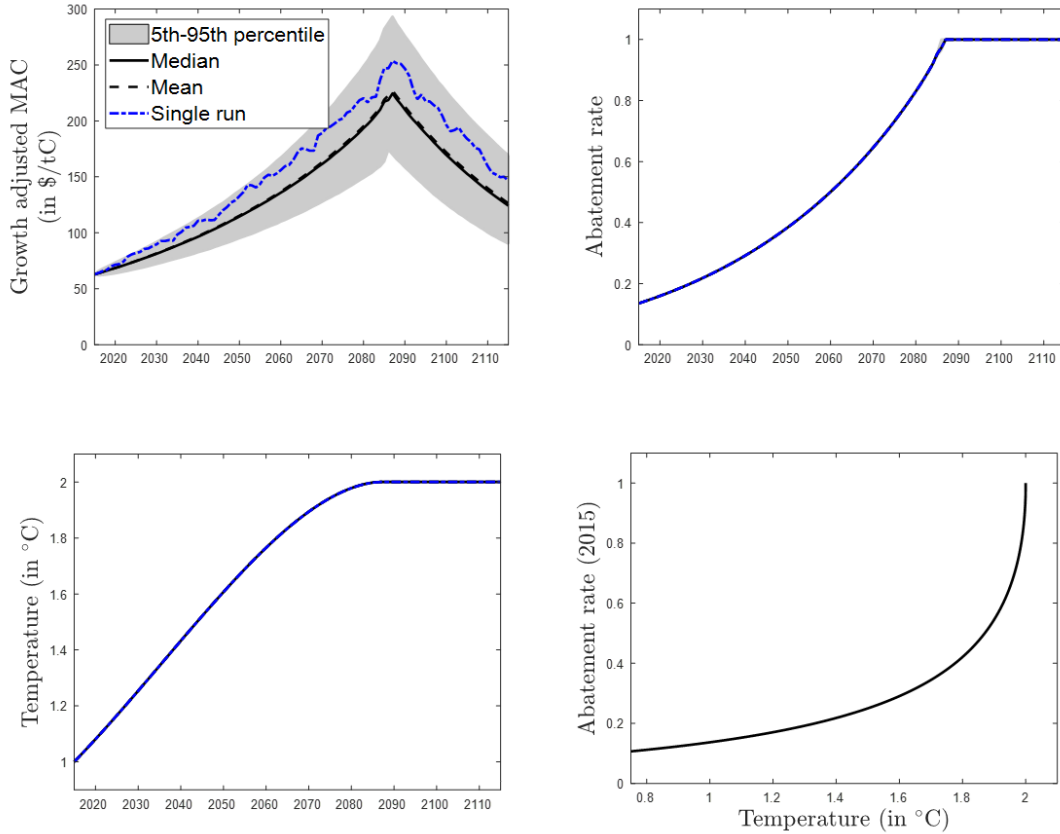 300
250
200
150
100
50
0
Growth adjusted MAC
(in $/tC)
5th-95th percentile
Median
Mean
Single run
2020 2030 2040 2050 2060 2070 2080 2090 2100 2110
1
0.8
0.6
0.4
0.2
0
Abatement rate
2020 2030 2040 2050 2060 2070 2080 2090 2100 2110
2
1.8
1.6
1.4
1.2
1
Temperature (in °C)
2020 2030 2040 2050 2060 2070 2080 2090 2100 2110
1
0.8
0.6
0.4
0.2
0
Abatement rate (2015)
0.8 1 1.2 1.4 1.6 1.8 2
Temperature (in °C)